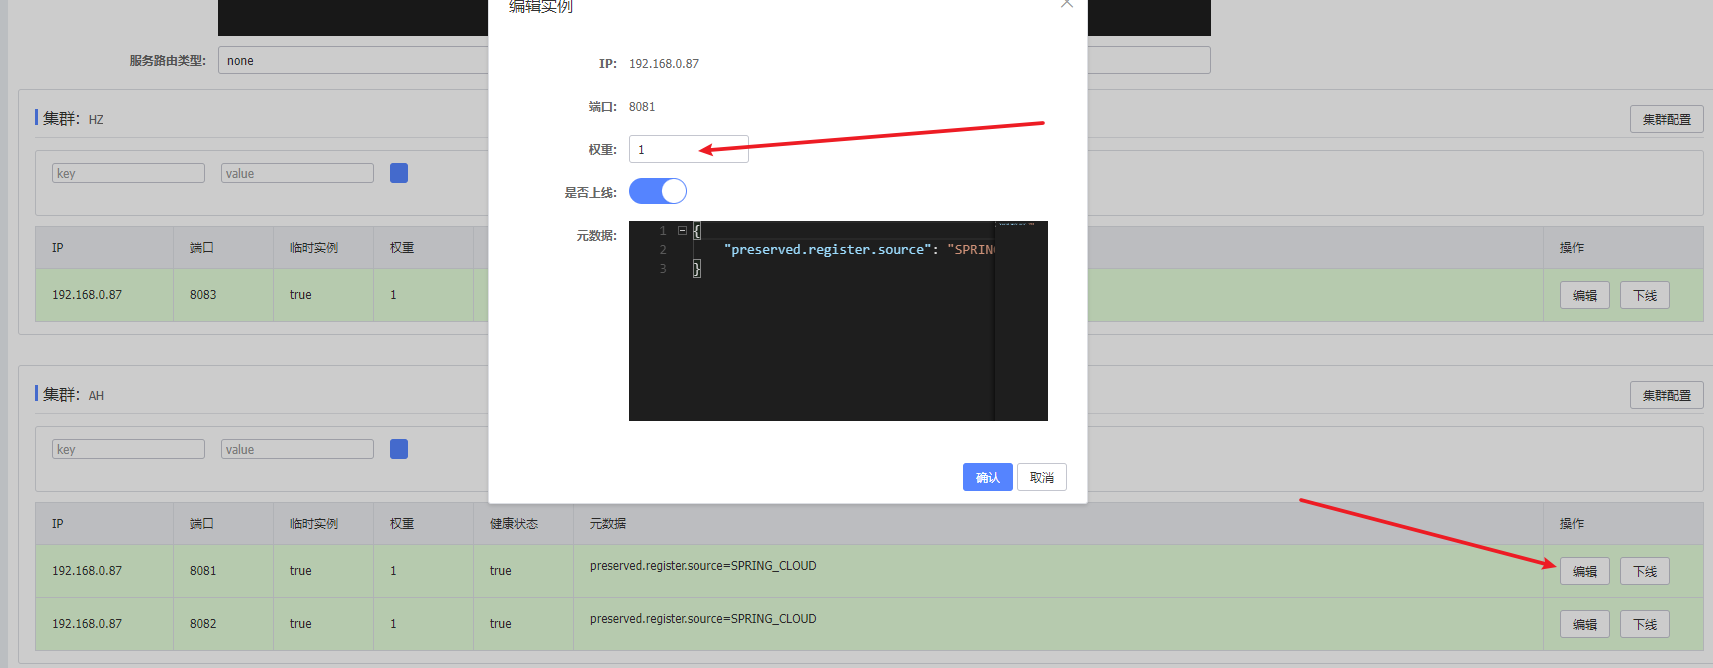 编辑实例
服务路由类型: none
IP: 192.168.0.87
端口: 8081
权重: 1
是否上线:
元数据:
1 {
2 "preserved.register.source": "SPRIN
3 }
确认 取消
集群: HZ 集群配置
key value
IP 端口 临时实例 权重 操作
192.168.0.87 8083 true 1 编辑 下线
集群: AH 集群配置
key value
IP 端口 临时实例 权重 健康状态 元数据 操作
192.168.0.87 8081 true 1 true preserved.register.source=SPRING_CLOUD 编辑 下线
192.168.0.87 8082 true 1 true preserved.register.source=SPRING_CLOUD 编辑 下线